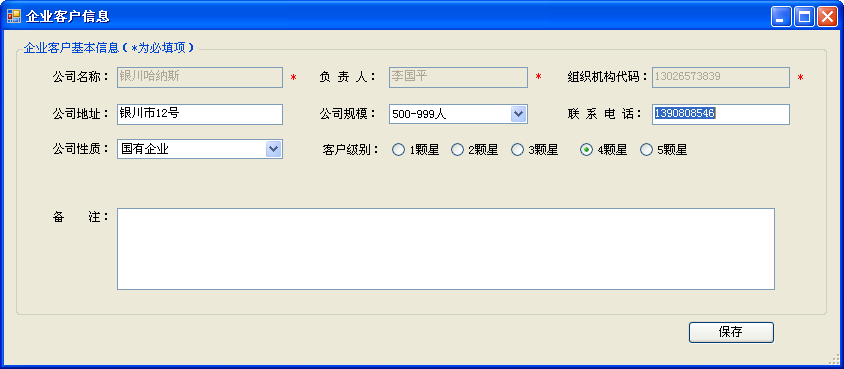 企业客户信息
企业客户基本信息(*为必填项)
公司名称： 银川哈纳斯 * 负 责 人： 李国平 * 组织机构代码： 13026573839 *
公司地址： 银川市12号 公司规模： 500-999人 联 系 电 话： 1390808546
公司性质： 国有企业 客户级别： 1颗星 2颗星 3颗星 4颗星 5颗星
备 注：
保存